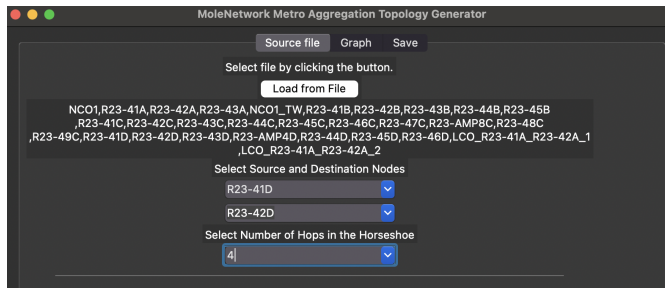 MoleNetwork Metro Aggregation Topology Generator
Source file Graph Save
Select file by clicking the button.
Load from File
NCO1,R23-41A,R23-42A,R23-43A,NCO1_TW,R23-41B,R23-42B,R23-43B,R23-44B,R23-45B
,R23-41C,R23-42C,R23-43C,R23-44C,R23-45C,R23-46C,R23-47C,R23-AMP8C,R23-48C
,R23-49C,R23-41D,R23-42D,R23-43D,R23-AMP4D,R23-44D,R23-45D,R23-46D,LCO_R23-41A_R23-42A_1
,LCO_R23-41A_R23-42A_2
Select Source and Destination Nodes
R23-41D
R23-42D
Select Number of Hops in the Horseshoe
4